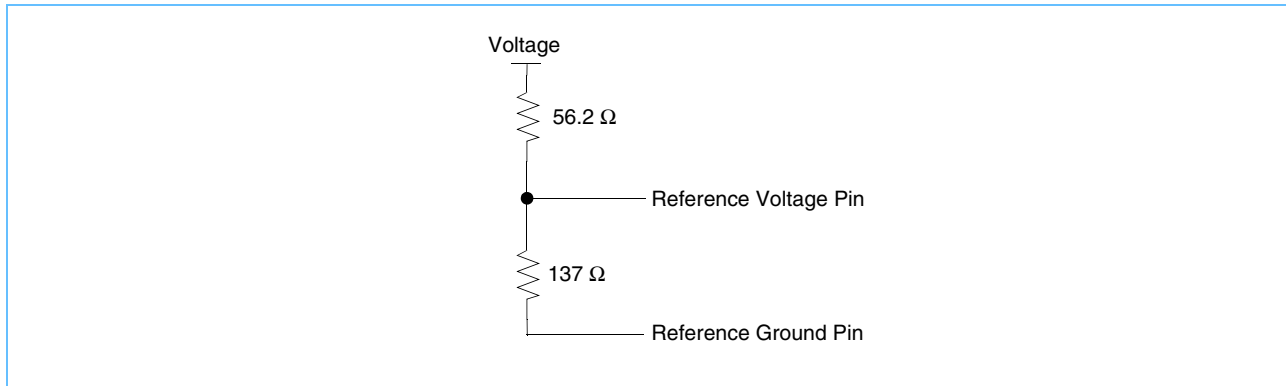 Voltage
56.2 Ω
Reference Voltage Pin
137 Ω
Reference Ground Pin